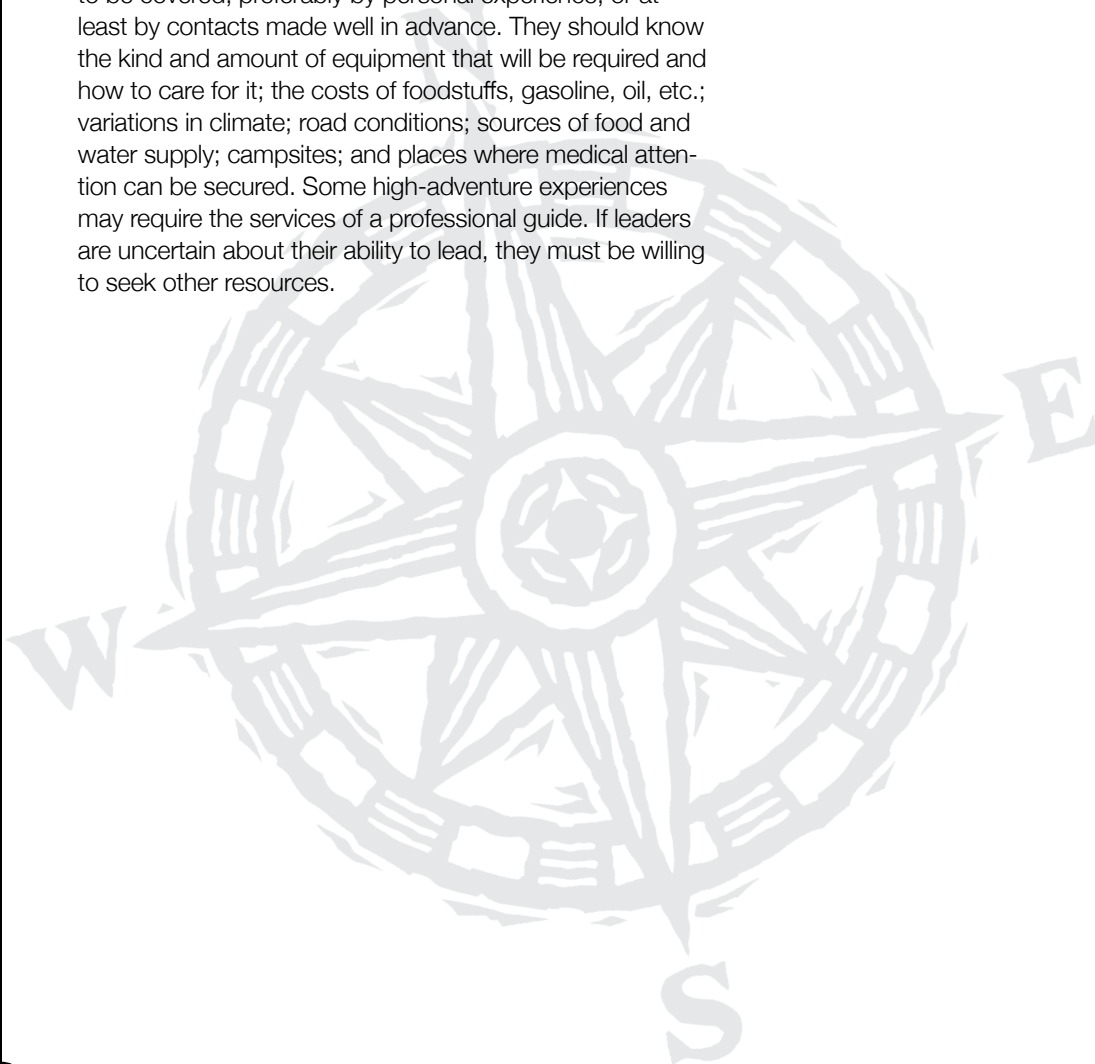 to be covered, preferably by personal experience, or at
least by contacts made well in advance. They should know
the kind and amount of equipment that will be required and
how to care for it; the costs of foodstuffs, gasoline, oil, etc.;
variations in climate; road conditions; sources of food and
water supply; campsites; and places where medical atten-
tion can be secured. Some high-adventure experiences
may require the services of a professional guide. If leaders
are uncertain about their ability to lead, they must be willing
to seek other resources.
N
E
W
S